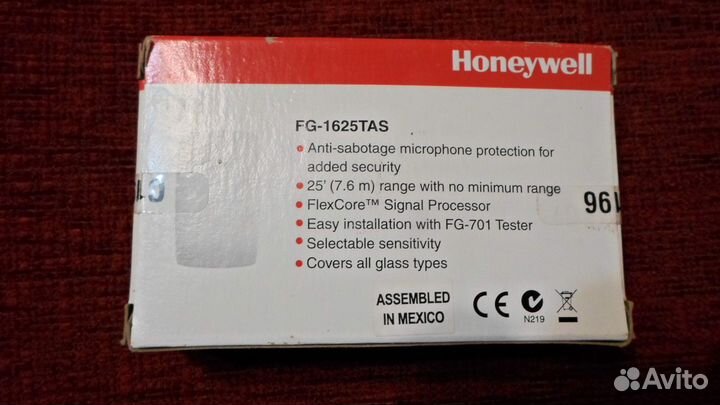 Honeywell
FG-1625TAS
• Anti-sabotage microphone protection for
added security
• 25' (7.6 m) range with no minimum range
• FlexCore™ Signal Processor
• Easy installation with FG-701 Tester
• Selectable sensitivity
• Covers all glass types
196
ASSEMBLED
IN MEXICO
CE
N219
Avito